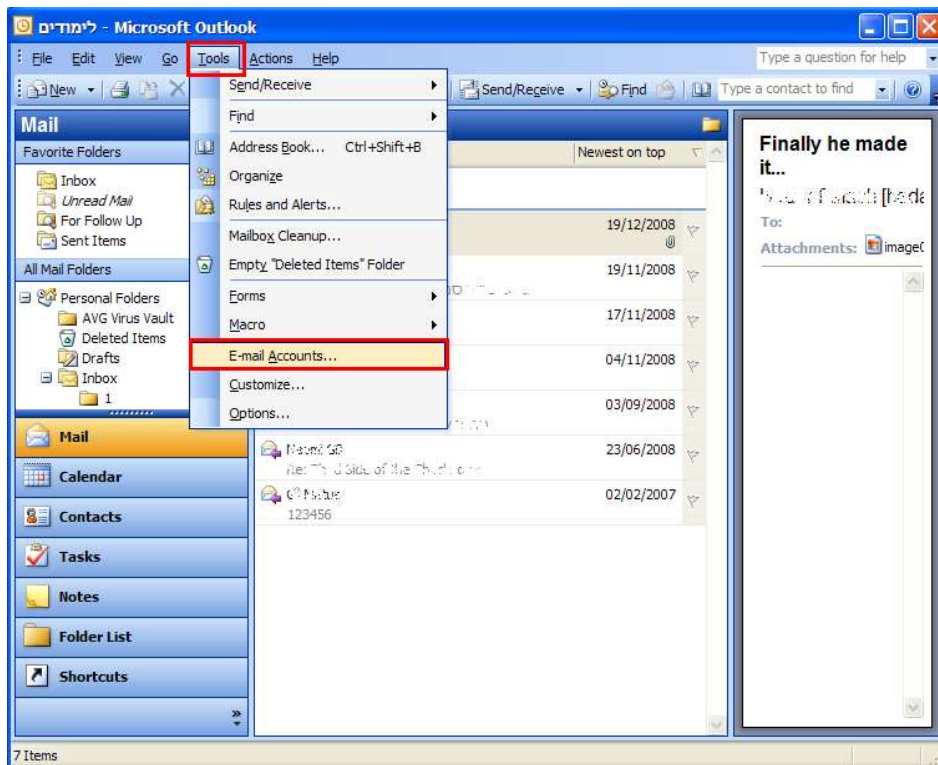 לימודים - Microsoft Outlook
File Edit View Go Tools Actions Help
Type a question for help
New
Send/Receive
Find
Type a contact to find
Mail
Favorite Folders
Inbox
Unread Mail
For Follow Up
Sent Items
All Mail Folders
Personal Folders
AVG Virus Vault
Deleted Items
Drafts
Inbox
1
Mail
Calendar
Contacts
Tasks
Notes
Folder List
Shortcuts
Send/Receive
Find
Address Book... Ctrl+Shift+B
Organize
Rules and Alerts...
Mailbox Cleanup...
Empty "Deleted Items" Folder
Forms
Macro
E-mail Accounts...
Customize...
Options...
Newest on top
19/12/2008
19/11/2008
17/11/2008
04/11/2008
03/09/2008
23/06/2008
Side of the
02/02/2007
123456
Finally he made
it...
To:
Attachments: image
7 Items